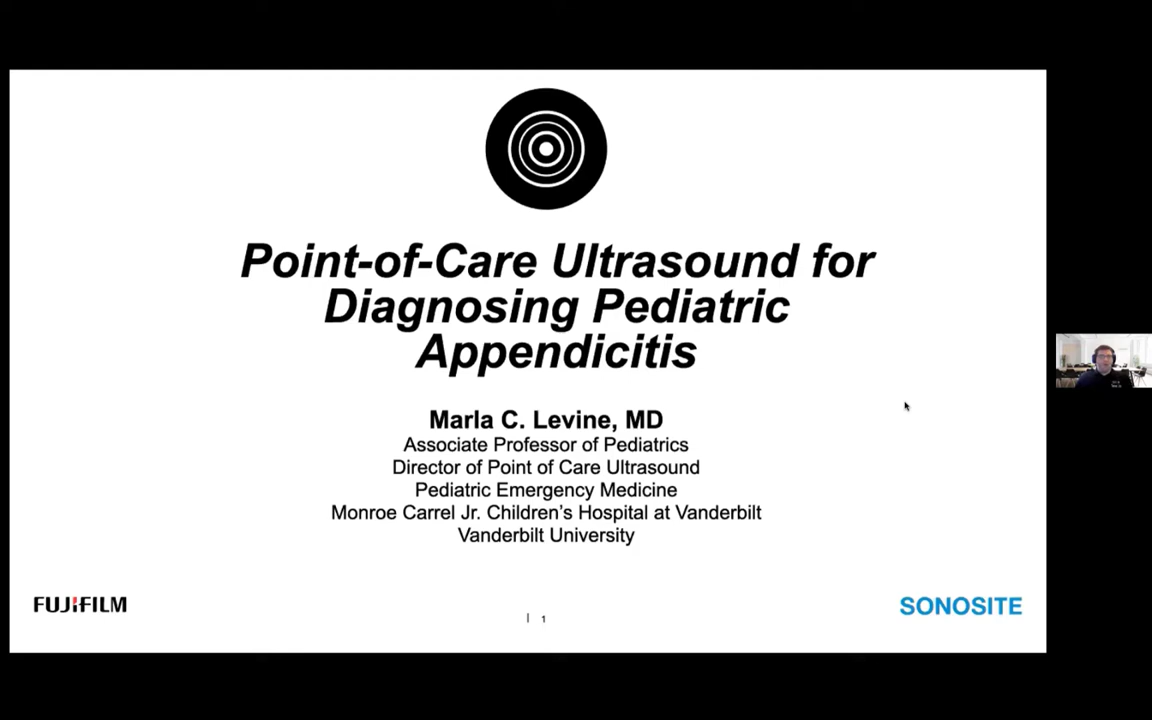 Point-of-Care Ultrasound for
Diagnosing Pediatric
Appendicitis
Marla C. Levine, MD
Associate Professor of Pediatrics
Director of Point of Care Ultrasound
Pediatric Emergency Medicine
Monroe Carrel Jr. Children's Hospital at Vanderbilt
Vanderbilt University
FUJIFILM
| 1
SONOSITE